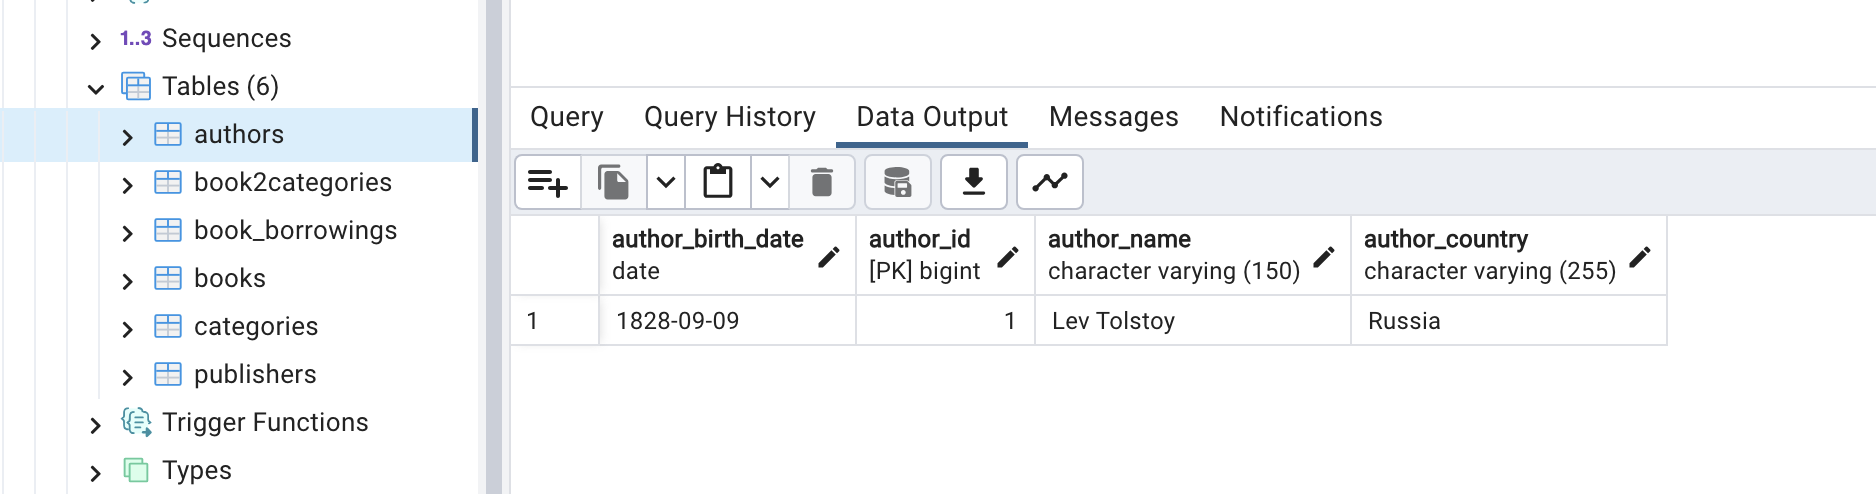 1..3 Sequences
Tables (6)
authors
book2categories
book_borrowings
books
categories
publishers
Trigger Functions
Types
Query Query History Data Output Messages Notifications
author_birth_date author_id author_name author_country
date [PK] bigint character varying (150) character varying (255)
1 1828-09-09 1 Lev Tolstoy Russia